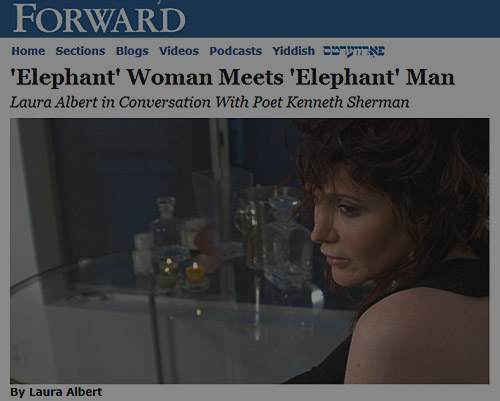 FORWARD
Home Sections Blogs Videos Podcasts Yiddish פֿאָרווערטס
'Elephant' Woman Meets 'Elephant' Man
Laura Albert in Conversation With Poet Kenneth Sherman
By Laura Albert